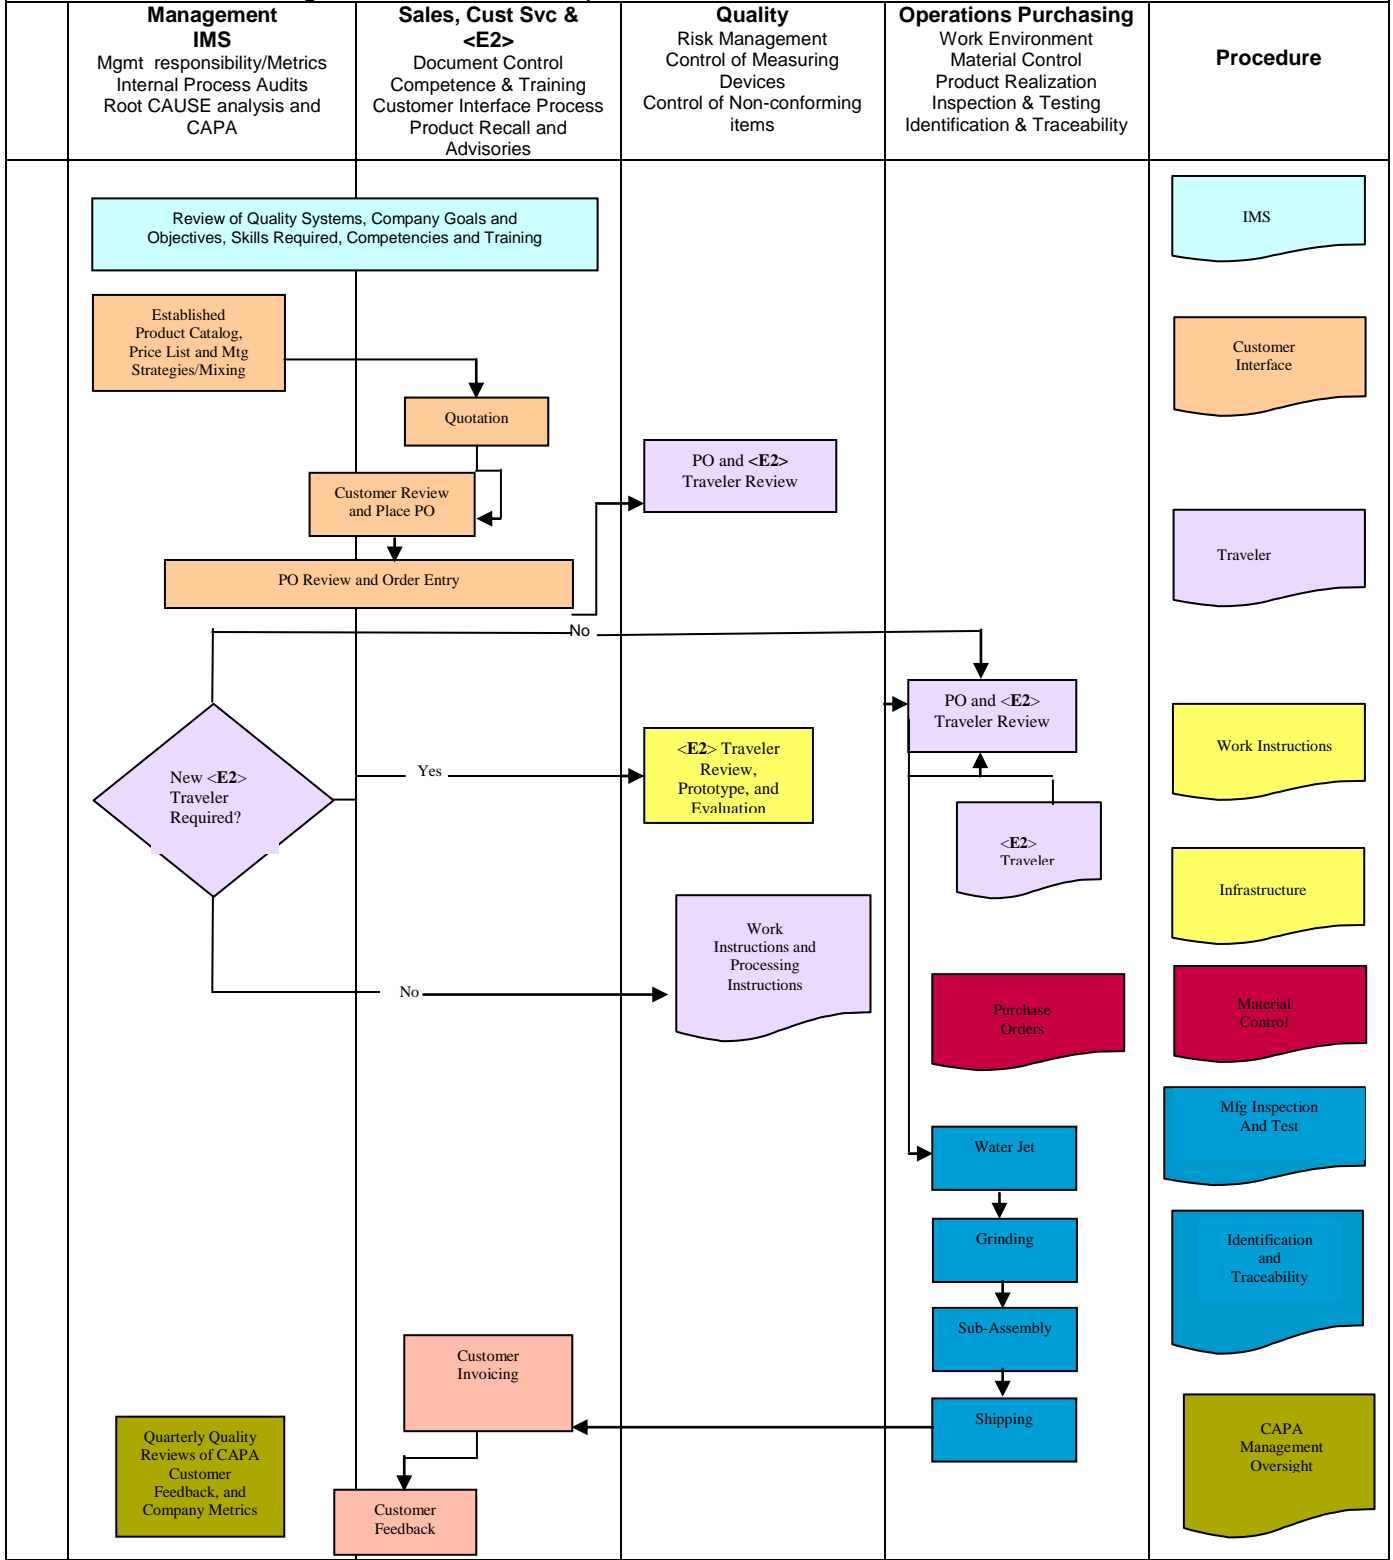 Management
IMS
Mgmt responsibility/Metrics
Internal Process Audits
Root CAUSE analysis and
CAPA
Sales, Cust Svc &
<E2>
Document Control
Competence & Training
Customer Interface Process
Product Recall and
Advisories
Quality
Risk Management
Control of Measuring
Devices
Control of Non-conforming
items
Operations Purchasing
Work Environment
Material Control
Product Realization
Inspection & Testing
Identification & Traceability
Procedure
Review of Quality Systems, Company Goals and
Objectives, Skills Required, Competencies and Training
IMS
Established
Product Catalog,
Price List and Mtg
Strategies/Mixing
Customer
Interface
Quotation
PO and <E2>
Traveler Review
Customer Review
and Place PO
Traveler
PO Review and Order Entry
No
PO and <E2>
Traveler Review
New <E2>
Traveler
Required?
Yes
<E2> Traveler
Review,
Prototype, and
Evaluation
Work Instructions
<E2>
Traveler
Infrastructure
Work
Instructions and
Processing
Instructions
No
Purchase
Orders
Material
Control
Mfg Inspection
And Test
Water Jet
Grinding
Identification
and
Traceability
Sub-Assembly
Customer
Invoicing
Shipping
Quarterly Quality
Reviews of CAPA
Customer
Feedback, and
Company Metrics
CAPA
Management
Oversight
Customer
Feedback